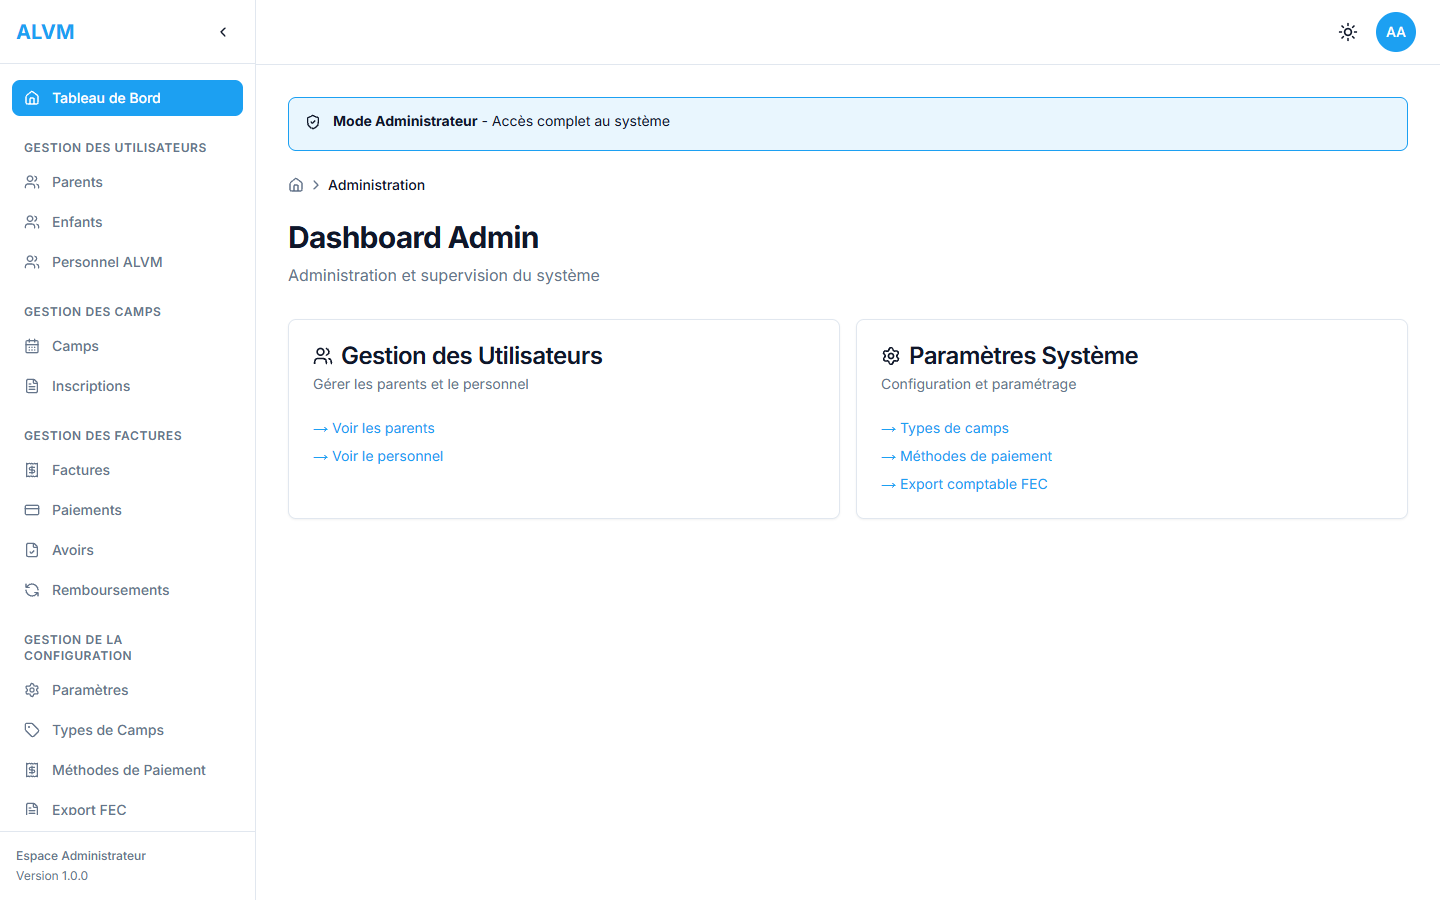 ALVM
AA
Tableau de Bord
GESTION DES UTILISATEURS
Parents
Enfants
Personnel ALVM
GESTION DES CAMPS
Camps
Inscriptions
GESTION DES FACTURES
Factures
Paiements
Avoirs
Remboursements
GESTION DE LA
CONFIGURATION
Paramètres
Types de Camps
Méthodes de Paiement
Export FEC
Espace Administrateur
Version 1.0.0
Mode Administrateur - Accès complet au système
Administration
Dashboard Admin
Administration et supervision du système
Gestion des Utilisateurs
Gérer les parents et le personnel
→ Voir les parents
→ Voir le personnel
Paramètres Système
Configuration et paramétrage
→ Types de camps
→ Méthodes de paiement
→ Export comptable FEC